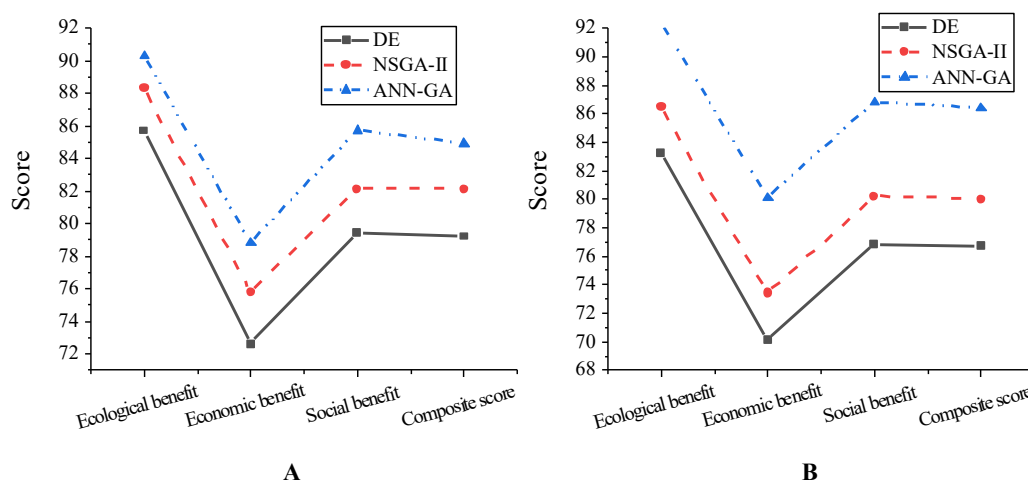 92
90
88
86
84
82
80
78
76
74
72
Score
DE
NSGA-II
ANN-GA
Ecological benefit
Economic benefit
Social benefit
Composite score
A
92
90
88
86
84
82
80
78
76
74
72
70
68
Score
DE
NSGA-II
ANN-GA
Ecological benefit
Economic benefit
Social benefit
Composite score
B